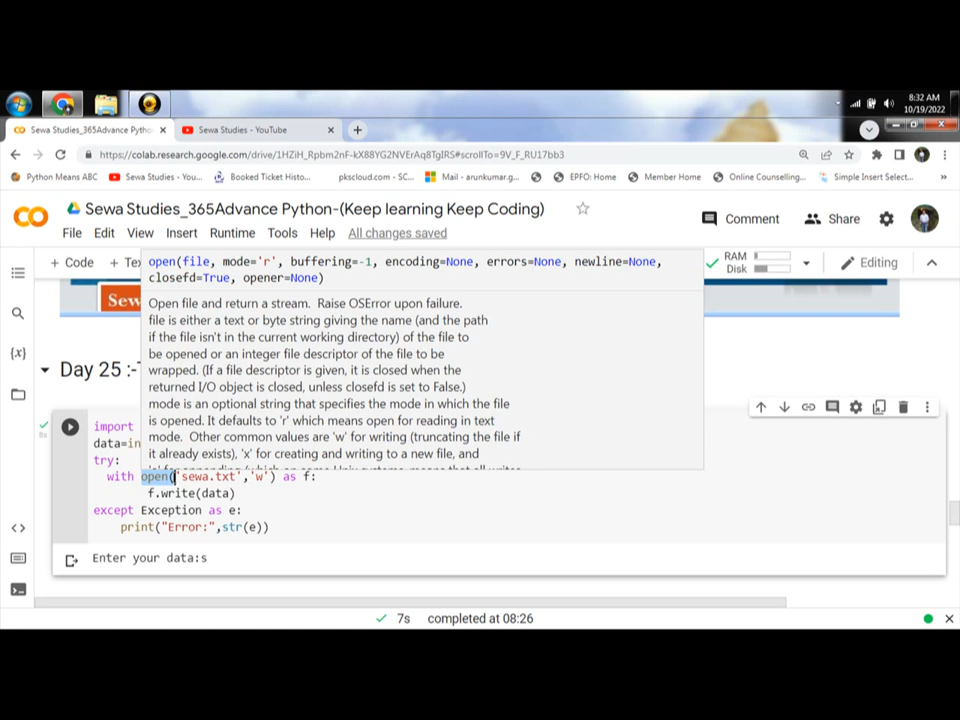 8:32 AM
10/19/2022
Sewa Studies_365Advance Pytho
Sewa Studies - YouTube
https://colab.research.google.com/drive/1HZiH_Rpbm2nF-kX88YG2NVErAq8TgIRS#scrollTo=9V_F_RU17bb3
Python Means ABC
Sewa Studies - You...
Booked Ticket Histo...
pkscloud.com - SC...
Mail - arunkumar.g...
EPFO: Home
Member Home
Online Counselling...
Simple Insert Select...
Sewa Studies_365Advance Python-(Keep learning Keep Coding)
Comment
Share
File Edit View Insert Runtime Tools Help All changes saved
+ Code + Te
RAM
Disk
Editing
open(file, mode='r', buffering=-1, encoding=None, errors=None, newline=None,
closefd=True, opener=None)
Open file and return a stream. Raise OSError upon failure.
file is either a text or byte string giving the name (and the path
if the file isn't in the current working directory) of the file to
be opened or an integer file descriptor of the file to be
wrapped. (If a file descriptor is given, it is closed when the
returned I/O object is closed, unless closefd is set to False.)
mode is an optional string that specifies the mode in which the file
is opened. It defaults to 'r' which means open for reading in text
mode. Other common values are 'w' for writing (truncating the file if
it already exists), 'x' for creating and writing to a new file, and
Sew
Day 25 :-
import
data=in
try:
with open('sewa.txt','w') as f:
f.write(data)
except Exception as e:
print("Error:",str(e))
8s
Enter your data:s
7s completed at 08:26